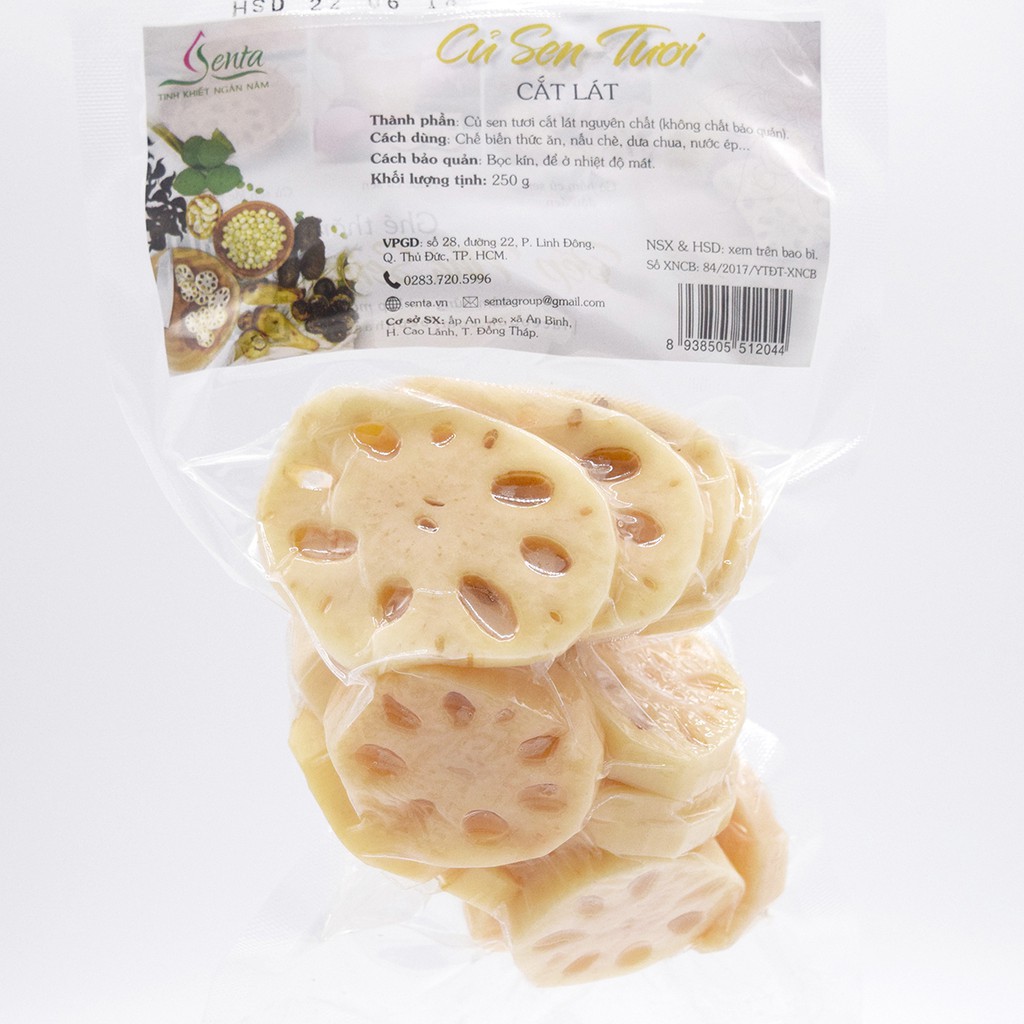 HSD 22 06
Senta
TINH KHIẾT NGÀN NĂM
Củ Sen Tươi
CẮT LÁT
Thành phần: Củ sen tươi cắt lát nguyên chất (không chất bảo quản).
Cách dùng: Chế biến thức ăn, nấu chè, dưa chua, nước ép...
Cách bảo quản: Bọc kín, để ở nhiệt độ mát.
Khối lượng tịnh: 250 g
VPGD: số 28, đường 22, P. Linh Đông,
Q. Thủ Đức, TP. HCM.
0283.720.5996
senta.vn sentagroup@gmail.com
Cơ sở SX: ấp An Lạc, xã An Bình,
H. Cao Lãnh, T. Đồng Tháp.
NSX & HSD: xem trên bao bì.
Số XNCB: 84/2017/YTĐT-XNCB
8 938505 512044